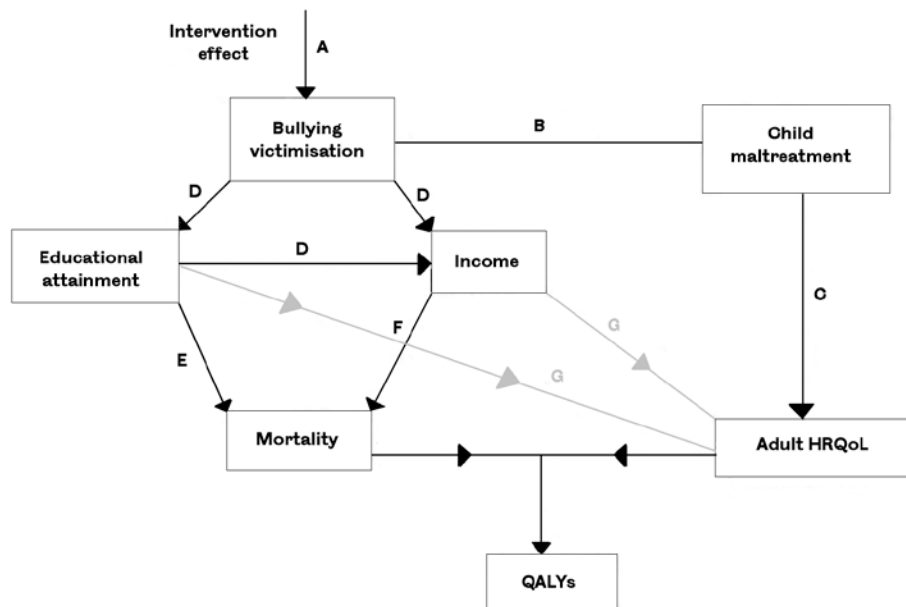 Intervention
effect
A
Bullying
victimisation
B
Child
maltreatment
D
D
Educational
attainment
D
Income
C
E
F
G
G
Mortality
Adult HRQoL
QALYs